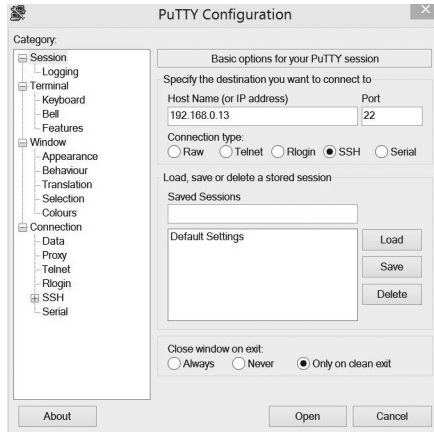 PuTTY Configuration
Category:
Session
Logging
Terminal
Keyboard
Bell
Features
Window
Appearance
Behaviour
Translation
Selection
Colours
Connection
Data
Proxy
Telnet
Rlogin
SSH
Serial
Basic options for your PuTTY session
Specify the destination you want to connect to
Host Name (or IP address) Port
192.168.0.13 22
Connection type:
Raw Telnet Rlogin SSH Serial
Load, save or delete a stored session
Saved Sessions
Default Settings
Load
Save
Delete
Close window on exit:
Always Never Only on clean exit
About Open Cancel